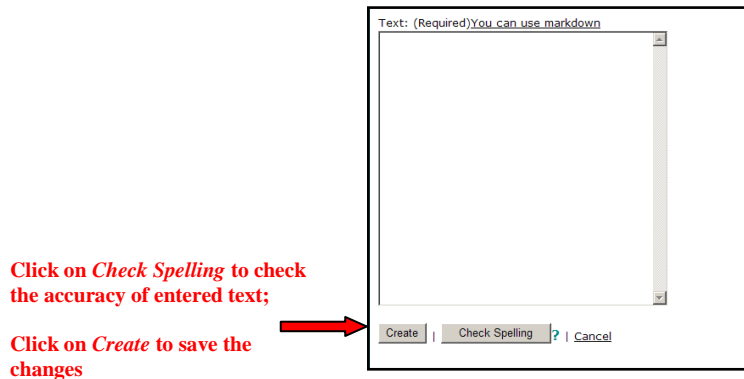 Text: (Required)You can use markdown
Click on Check Spelling to check
the accuracy of entered text;
Click on Create to save the
changes
Create | Check Spelling ? | Cancel